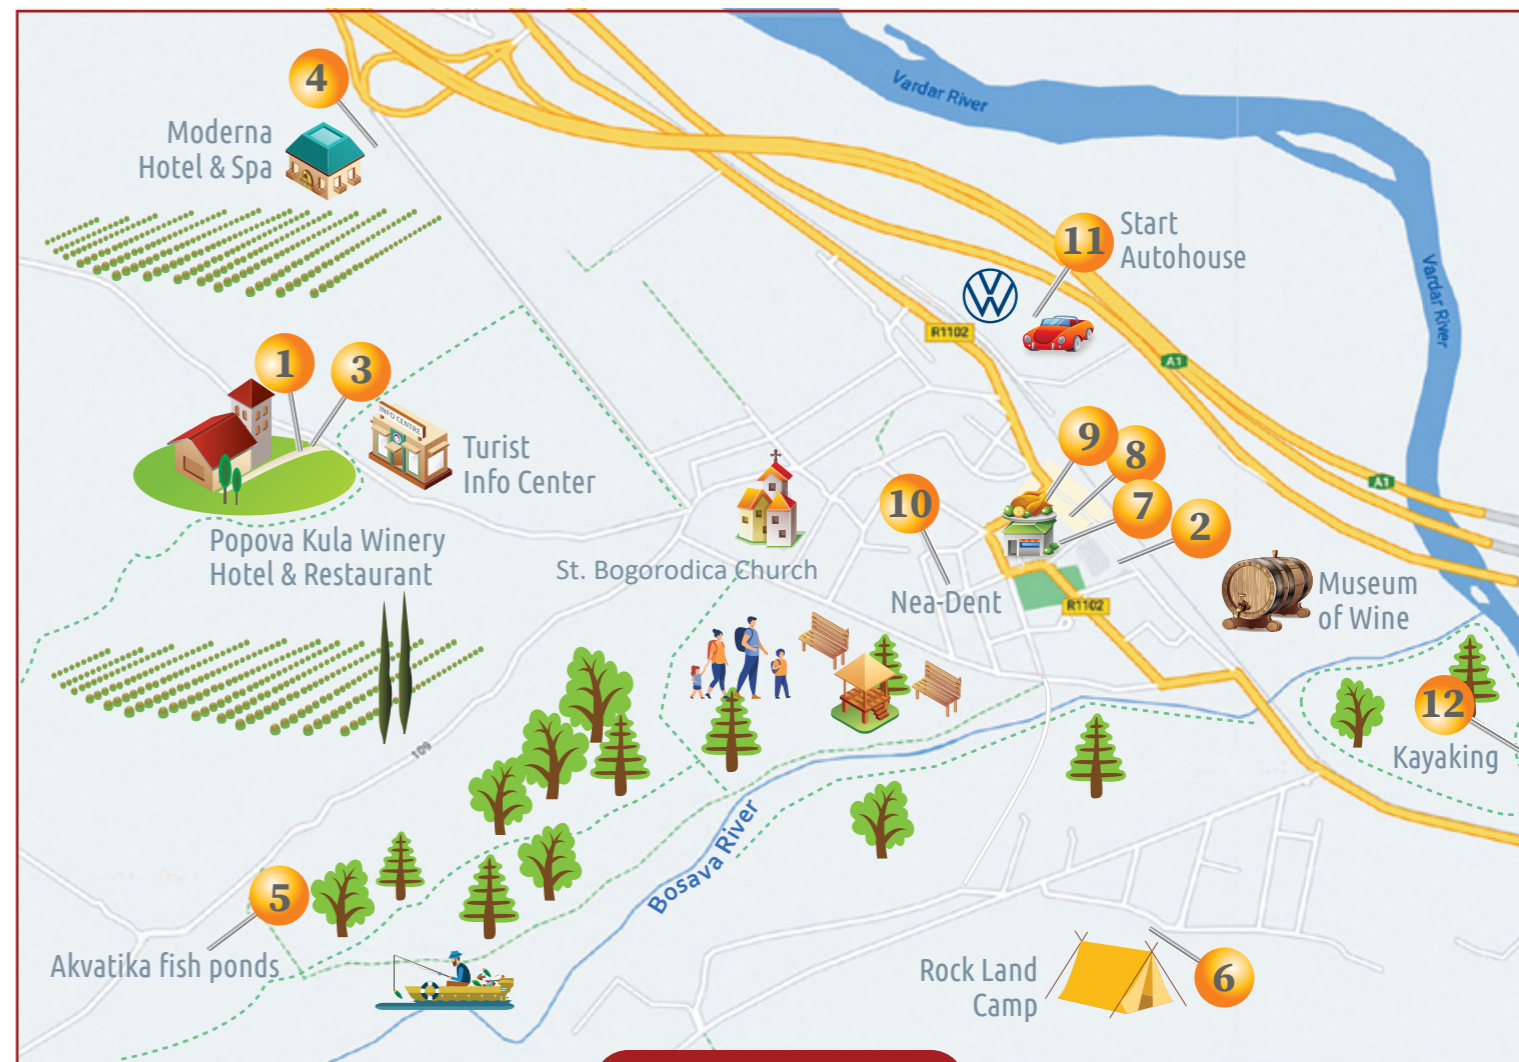 4
Moderna
Hotel & Spa
Vardar River
Vardar River
11
Start
Autohouse
R1102
A1
1
3
INFO CENTRE
Turist
Info Center
Popova Kula Winery
Hotel & Restaurant
St. Bogorodica Church
10
Nea-Dent
9
8
7
2
A1
R1102
Museum
of Wine
12
Kayaking
109
Bosava River
5
Akvatika fish ponds
Rock Land
Camp
6